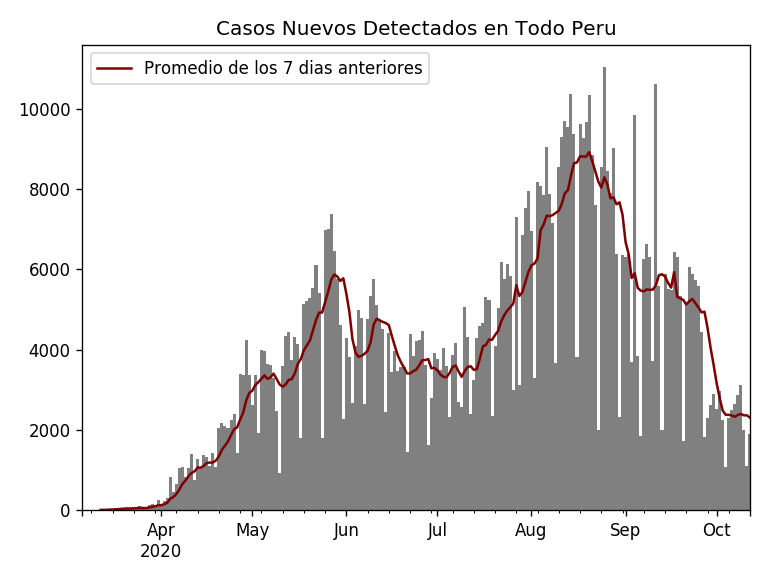 Casos Nuevos Detectados en Todo Peru
Promedio de los 7 dias anteriores
10000
8000
6000
4000
2000
0
Apr May Jun Jul Aug Sep Oct
2020